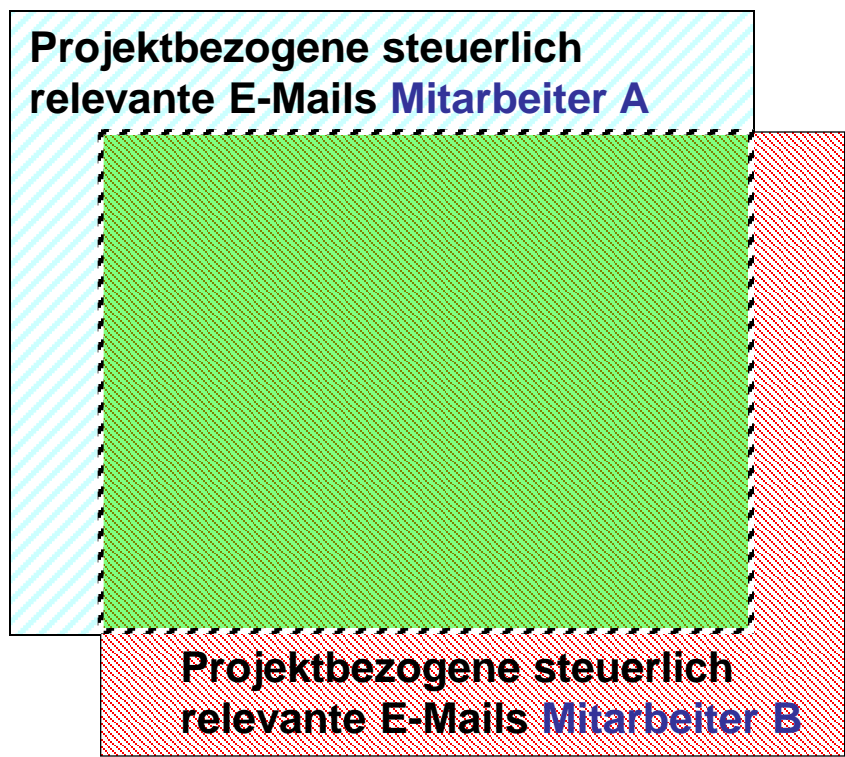 Projektbezogene steuerlich
relevante E-Mails Mitarbeiter A
Projektbezogene steuerlich
relevante E-Mails Mitarbeiter B